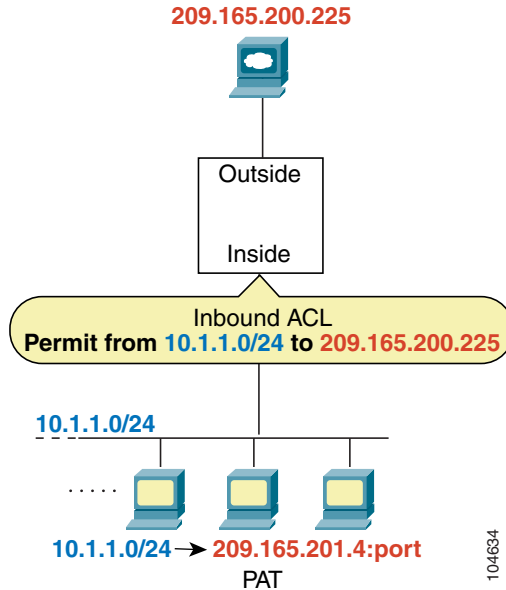 209.165.200.225
Outside
Inside
Inbound ACL
Permit from 10.1.1.0/24 to 209.165.200.225
10.1.1.0/24
.....
10.1.1.0/24 → 209.165.201.4:port
PAT
104634